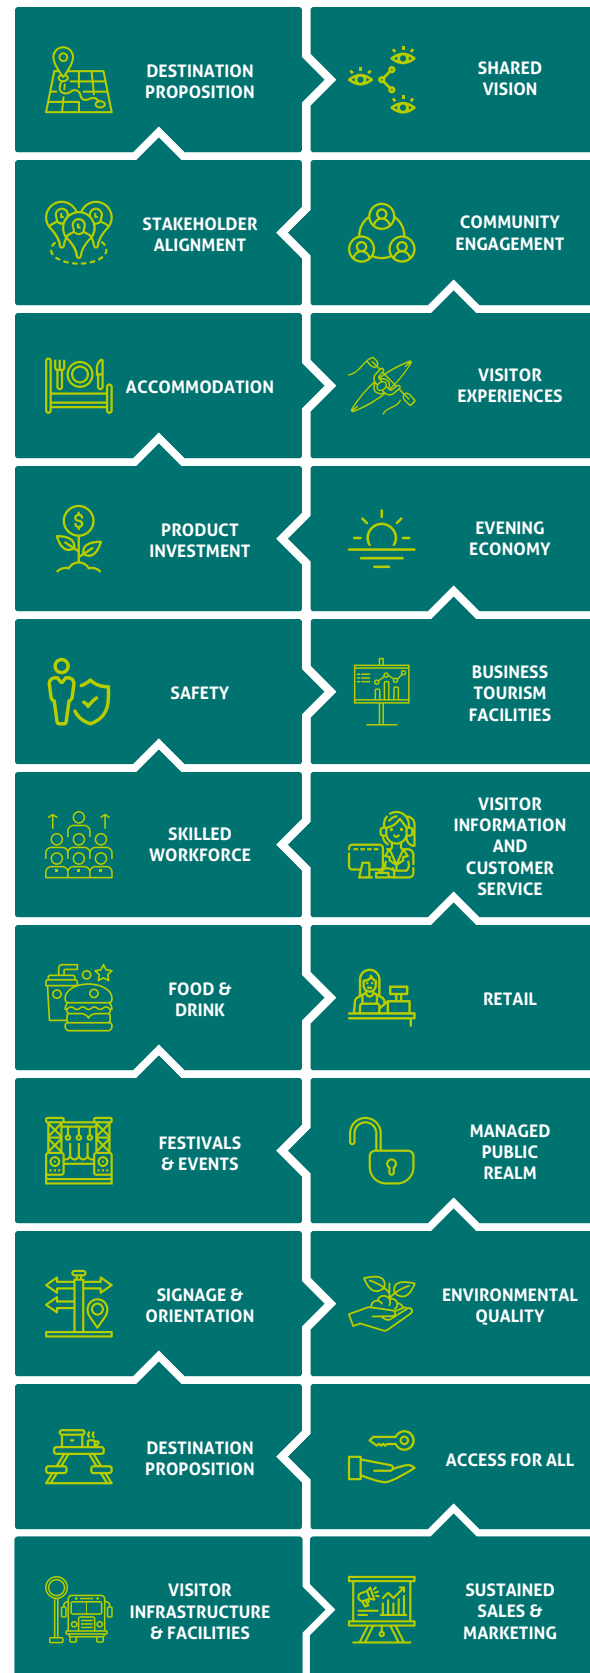 DESTINATION
PROPOSITION
SHARED
VISION
STAKEHOLDER
ALIGNMENT
COMMUNITY
ENGAGEMENT
ACCOMMODATION
VISITOR
EXPERIENCES
PRODUCT
INVESTMENT
EVENING
ECONOMY
SAFETY
BUSINESS
TOURISM
FACILITIES
SKILLED
WORKFORCE
VISITOR
INFORMATION
AND
CUSTOMER
SERVICE
FOOD &
DRINK
RETAIL
FESTIVALS
& EVENTS
MANAGED
PUBLIC
REALM
SIGNAGE &
ORIENTATION
ENVIRONMENTAL
QUALITY
DESTINATION
PROPOSITION
ACCESS FOR ALL
VISITOR
INFRASTRUCTURE
& FACILITIES
SUSTAINED
SALES &
MARKETING